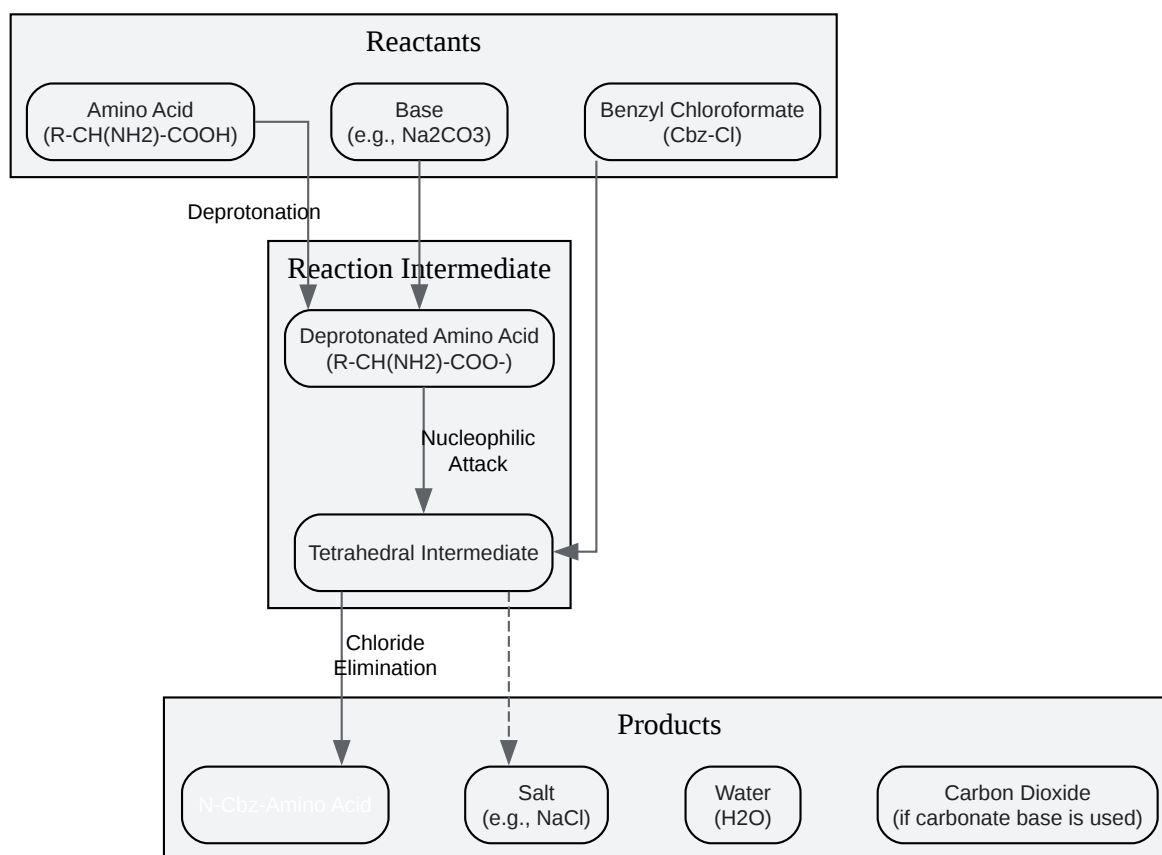 Reactants
Amino Acid
(R-CH(NH2)-COOH)
Base
(e.g., Na2CO3)
Benzyl Chloroformate
(Cbz-Cl)
Deprotonation
Reaction Intermediate
Deprotonated Amino Acid
(R-CH(NH2)-COO-)
Nucleophilic
Attack
Tetrahedral Intermediate
Chloride
Elimination
Products
N-Cbz-Amino Acid
Salt
(e.g., NaCl)
Water
(H2O)
Carbon Dioxide
(if carbonate base is used)